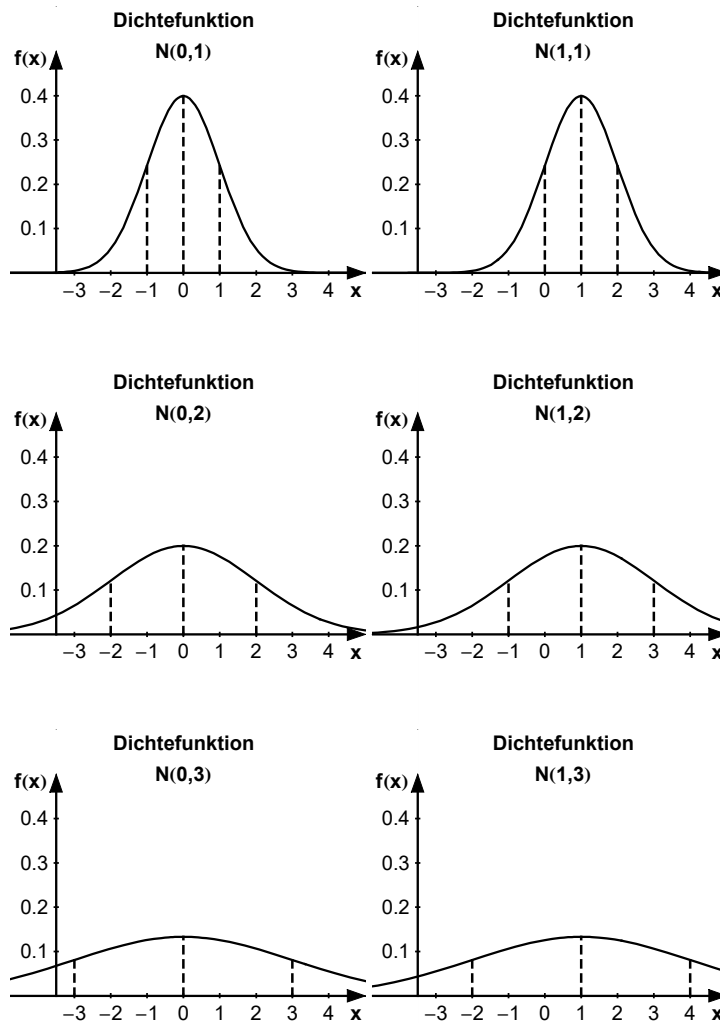 Dichtefunktion
N(0,1)
f(x)
0.4
0.3
0.2
0.1
−3 −2 −1 0 1 2 3 4 x
Dichtefunktion
N(1,1)
f(x)
0.4
0.3
0.2
0.1
−3 −2 −1 0 1 2 3 4 x
Dichtefunktion
N(0,2)
f(x)
0.4
0.3
0.2
0.1
−3 −2 −1 0 1 2 3 4 x
Dichtefunktion
N(1,2)
f(x)
0.4
0.3
0.2
0.1
−3 −2 −1 0 1 2 3 4 x
Dichtefunktion
N(0,3)
f(x)
0.4
0.3
0.2
0.1
−3 −2 −1 0 1 2 3 4 x
Dichtefunktion
N(1,3)
f(x)
0.4
0.3
0.2
0.1
−3 −2 −1 0 1 2 3 4 x